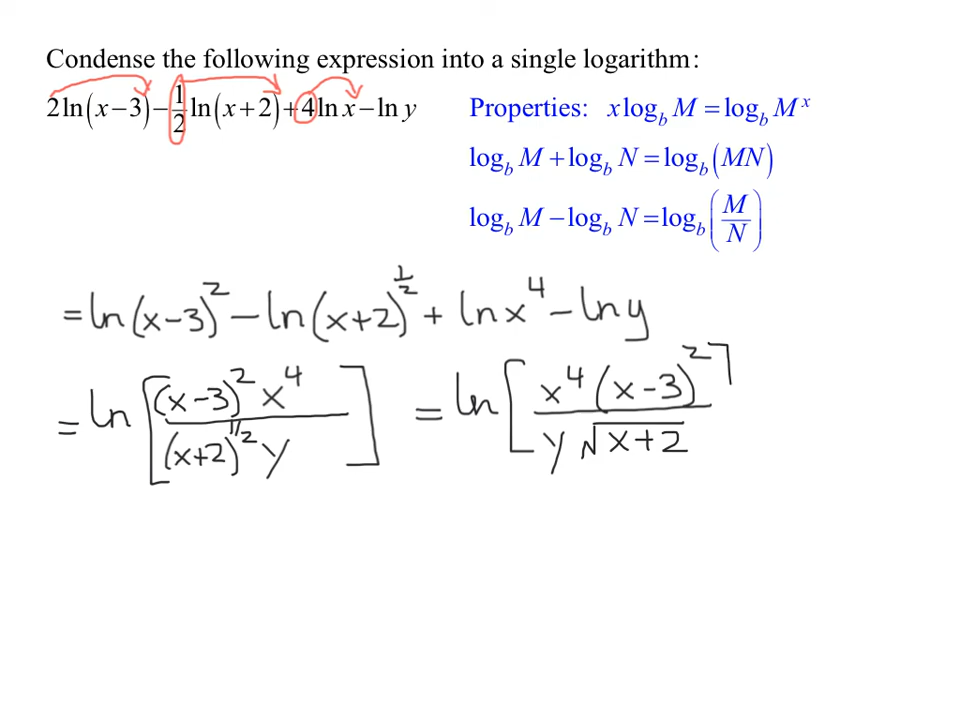 Condense the following expression into a single logarithm:
2ln(x−3)−1/2 ln(x+2)+4ln x−ln y
Properties: x log_b M = log_b M^x
log_b M + log_b N = log_b (MN)
log_b M − log_b N = log_b (M/N)
= ln(x−3)^2 − ln(x+2)^(1/2) + ln x^4 − ln y
= ln [(x−3)^2 x^4 / (x+2)^(1/2) y] = ln [x^4 (x−3)^2 / y √(x+2)]